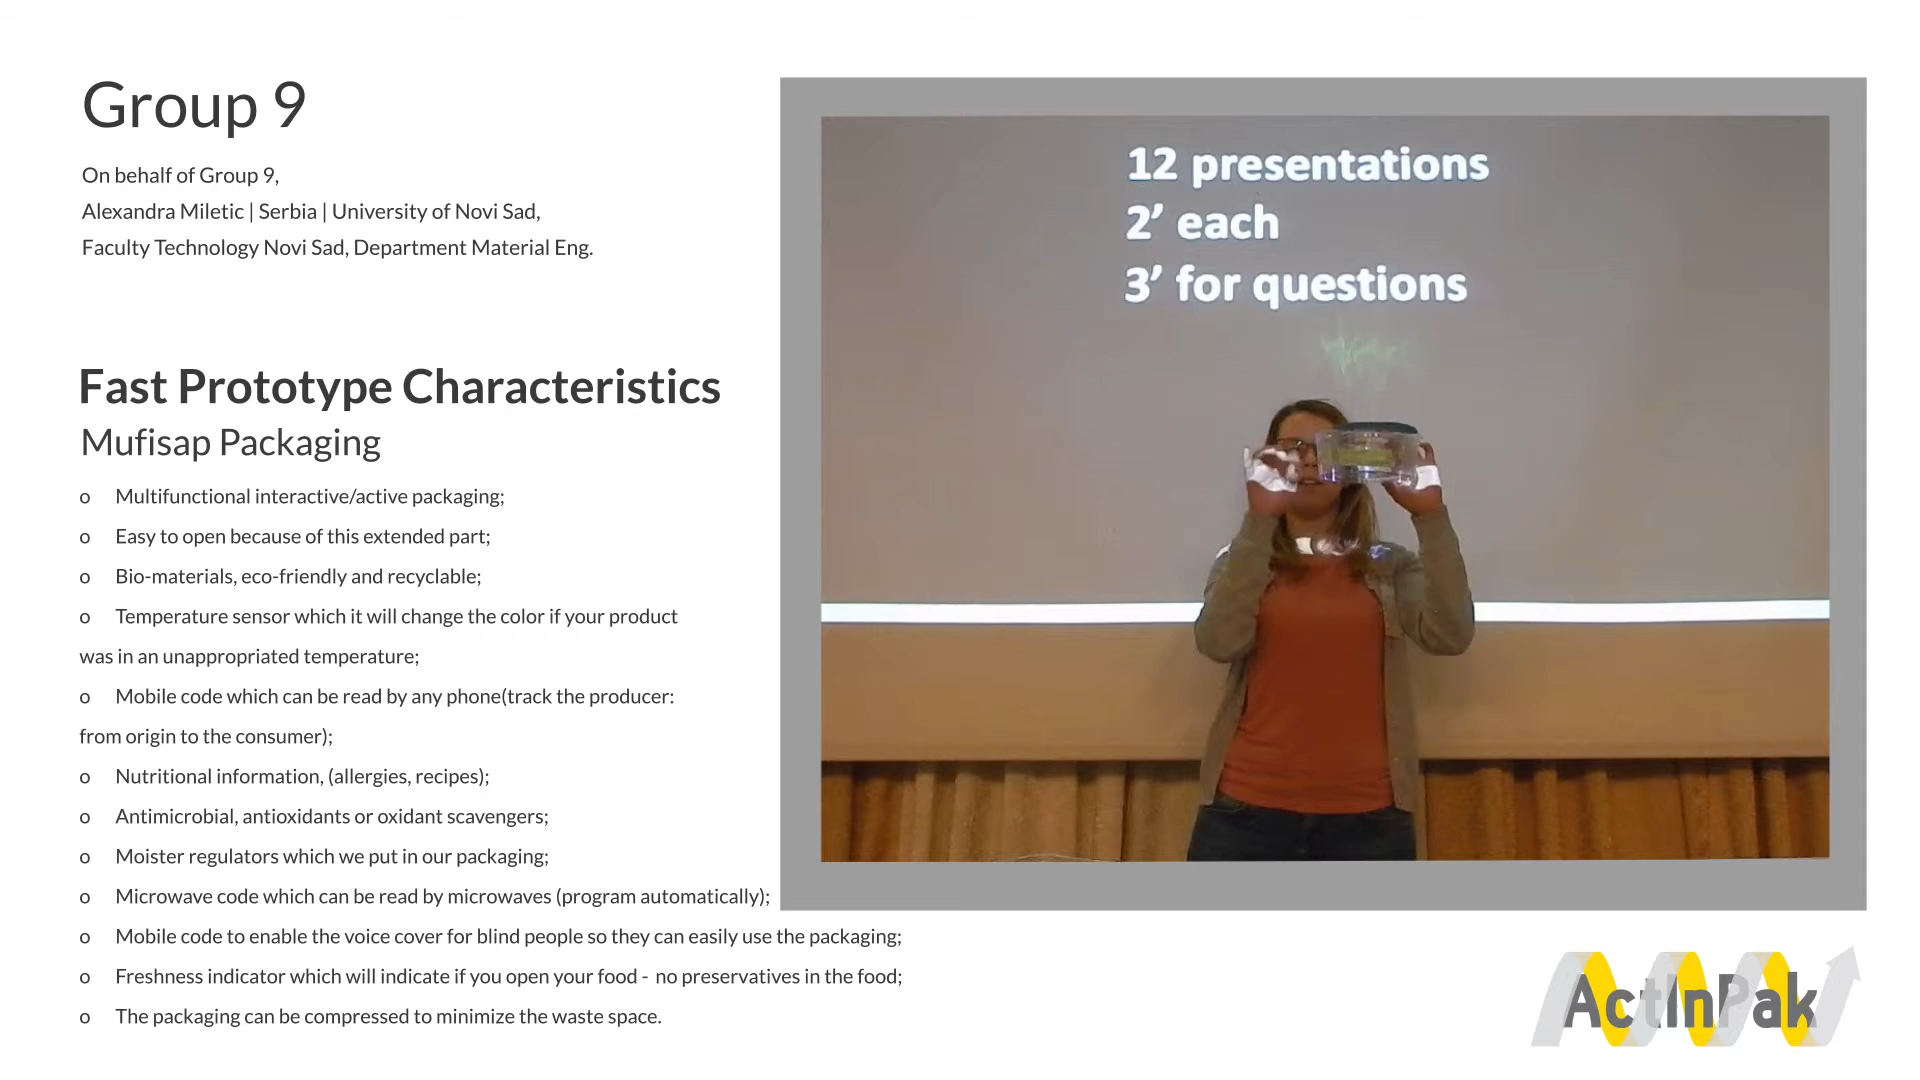 Group 9
On behalf of Group 9,
Alexandra Miletic | Serbia | University of Novi Sad,
Faculty Technology Novi Sad, Department Material Eng.
Fast Prototype Characteristics
Mufisap Packaging
o Multifunctional interactive/active packaging;
o Easy to open because of this extended part;
o Bio-materials, eco-friendly and recyclable;
o Temperature sensor which it will change the color if your product
was in an unappropriated temperature;
o Mobile code which can be read by any phone(track the producer:
from origin to the consumer);
o Nutritional information, (allergies, recipes);
o Antimicrobial, antioxidants or oxidant scavengers;
o Moister regulators which we put in our packaging;
o Microwave code which can be read by microwaves (program automatically);
o Mobile code to enable the voice cover for blind people so they can easily use the packaging;
o Freshness indicator which will indicate if you open your food - no preservatives in the food;
o The packaging can be compressed to minimize the waste space.
12 presentations
2’ each
3’ for questions
ActInPak